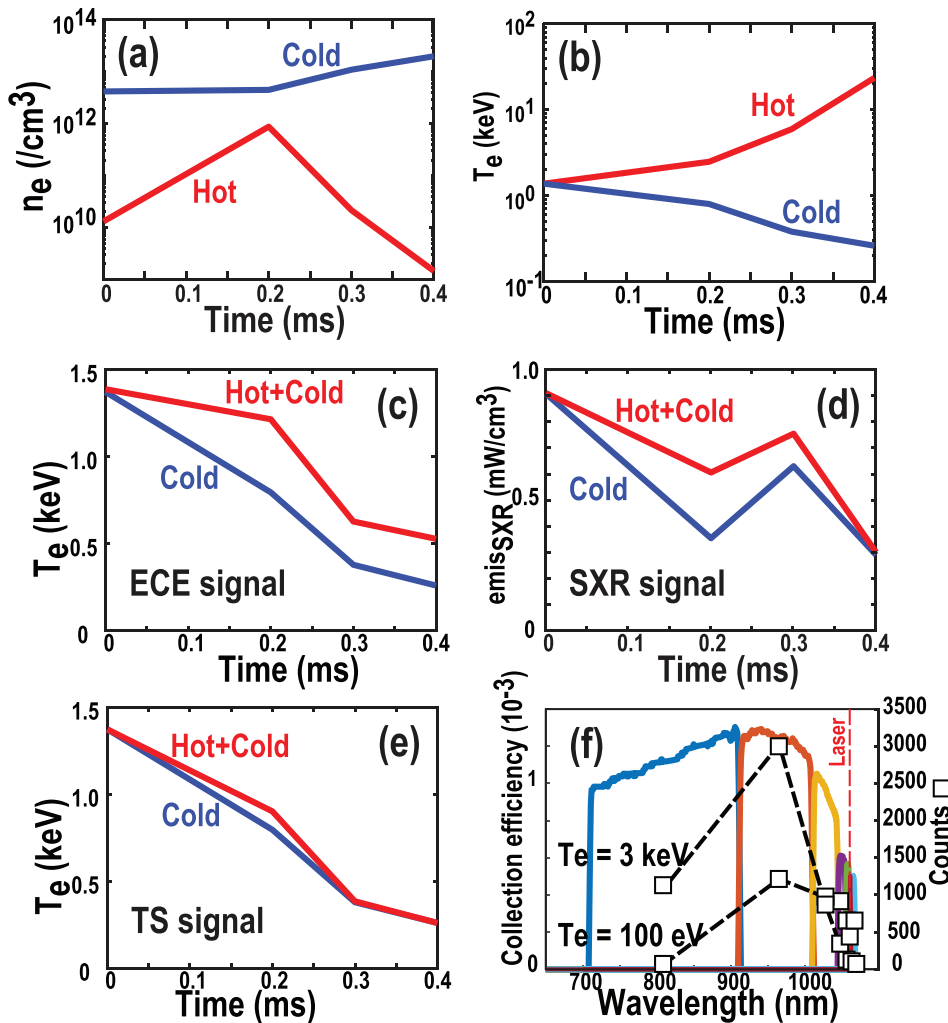 (a)
10^14
10^12
10^10
n_e (/cm^3)
Cold
Hot
0 0.1 0.2 0.3 0.4
Time (ms)
(b)
10^2
10^1
10^0
10^-1
T_e (keV)
Hot
Cold
0 0.1 0.2 0.3 0.4
Time (ms)
(c)
1.5
1.0
0.5
0
T_e (keV)
Hot+Cold
Cold
ECE signal
0 0.1 0.2 0.3 0.4
Time (ms)
(d)
1.0
0.5
0
emis_SXR (mW/cm^3)
Hot+Cold
Cold
SXR signal
0 0.1 0.2 0.3 0.4
Time (ms)
(e)
1.5
1.0
0.5
0
T_e (keV)
Hot+Cold
Cold
TS signal
0 0.1 0.2 0.3 0.4
Time (ms)
(f)
1
0
Collection efficiency (10^-3)
Laser
Te = 3 keV
Te = 100 eV
3500
3000
2500
2000
1500
1000
500
0
Counts
700 800 900 1000
Wavelength (nm)